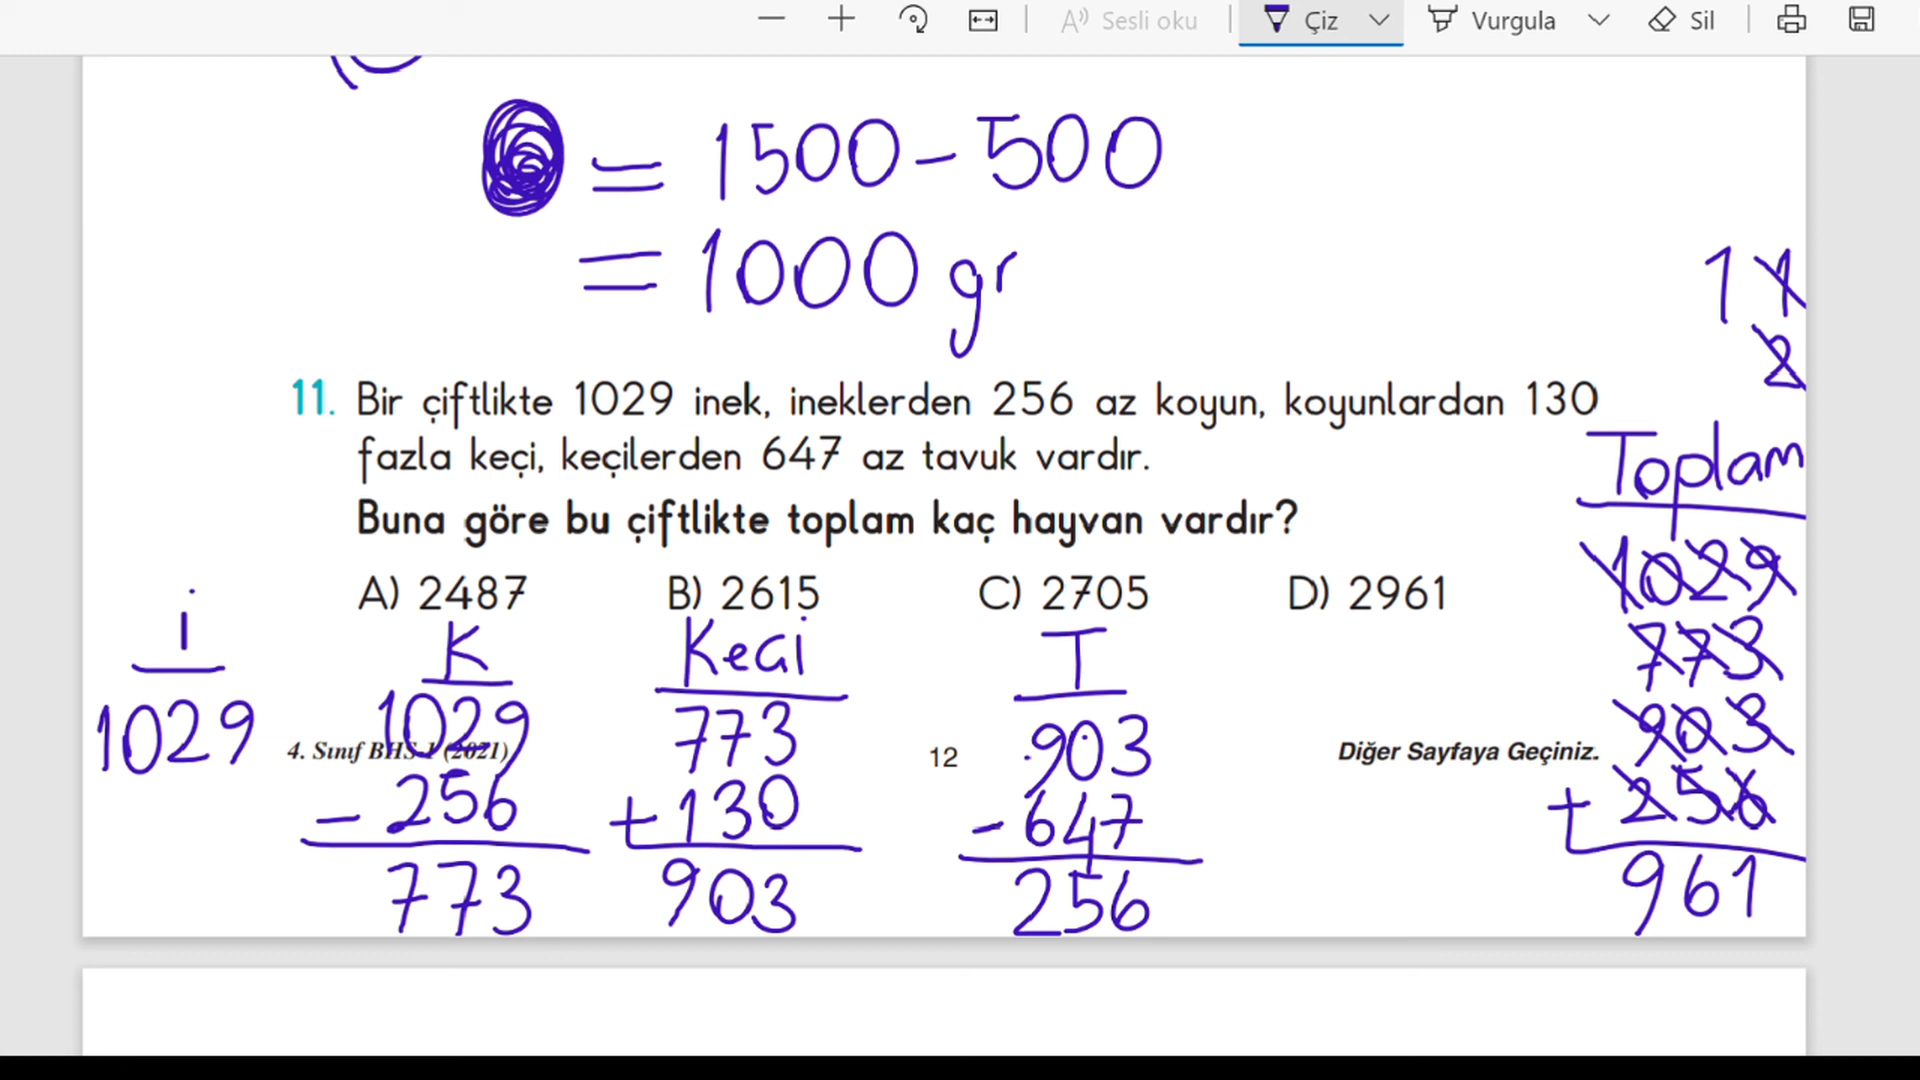 Sesli oku Çiz Vurgula Sil
= 1500 - 500
= 1000 gr
1 1
2
11. Bir çiftlikte 1029 inek, ineklerden 256 az koyun, koyunlardan 130
fazla keçi, keçilerden 647 az tavuk vardır.
Buna göre bu çiftlikte toplam kaç hayvan vardır?
A) 2487 B) 2615 C) 2705 D) 2961
i
1029
K
1029
- 256
773
Keçi
773
+ 130
903
T
903
- 647
256
Toplam
1029
773
903
+ 256
961
4. Sınıf BHS-1 (2021) 12 Diğer Sayfaya Geçiniz.